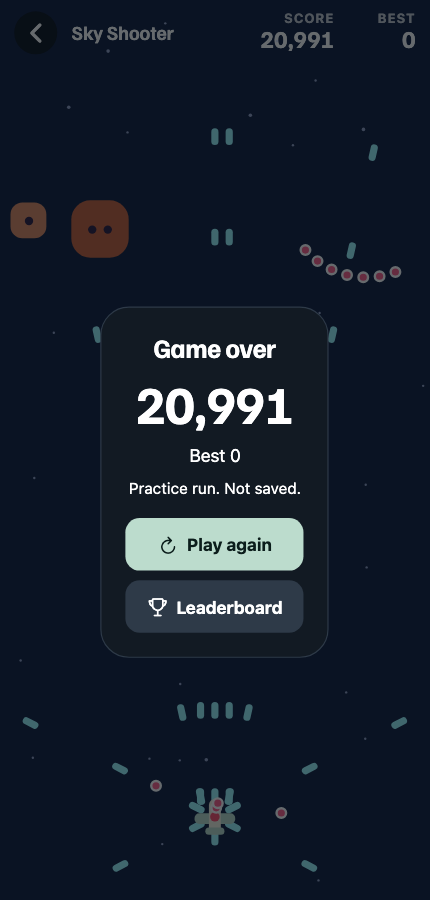 Sky Shooter
SCORE
20,991
BEST
0
Game over
20,991
Best 0
Practice run. Not saved.
Play again
Leaderboard